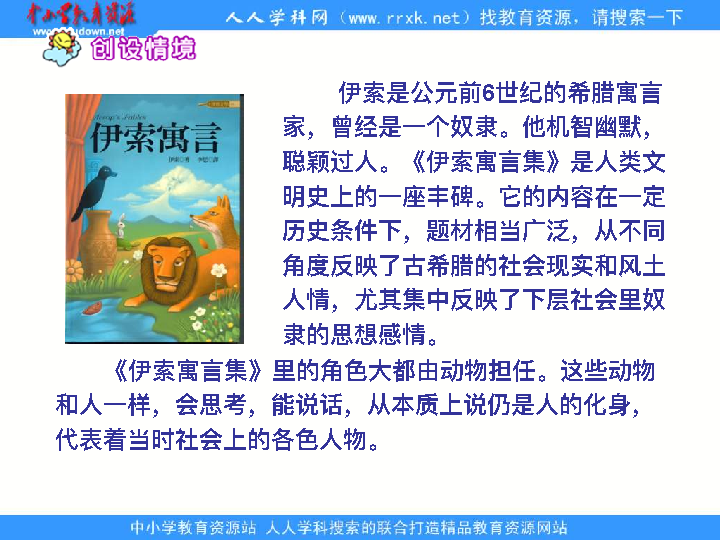 中小学教育资源
人人学科网（www.rrxk.net）找教育资源，请搜索一下
创设情境
伊索寓言
伊索是公元前6世纪的希腊寓言
家，曾经是一个奴隶。他机智幽默，
聪颖过人。《伊索寓言集》是人类文
明史上的一座丰碑。它的内容在一定
历史条件下，题材相当广泛，从不同
角度反映了古希腊的社会现实和风土
人情，尤其集中反映了下层社会里奴
隶的思想感情。
《伊索寓言集》里的角色大都由动物担任。这些动物
和人一样，会思考，能说话，从本质上说仍是人的化身，
代表着当时社会上的各色人物。
中小学教育资源站 人人学科搜索的联合打造精品教育资源网站